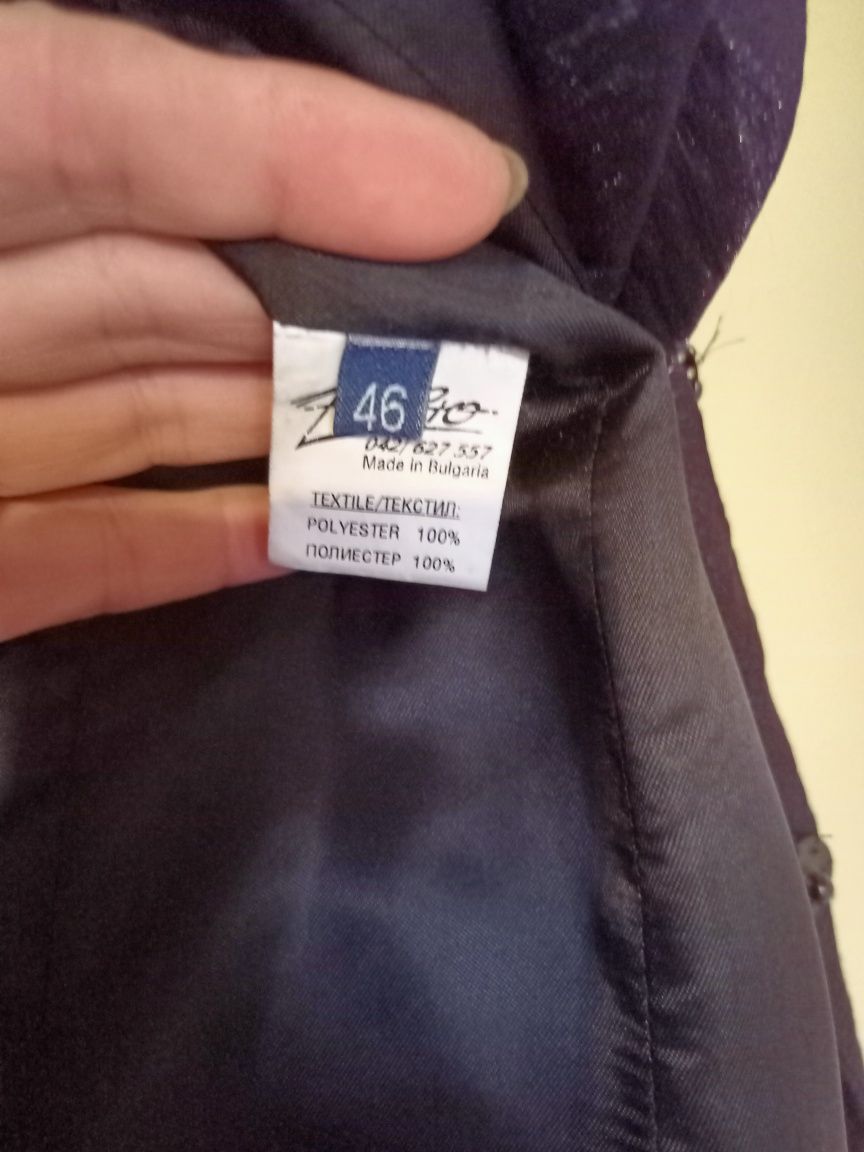 46
042/ 627 557
Made in Bulgaria
TEXTILE/ТЕКСТИЛ:
POLYESTER 100%
ПОЛИЕСТЕР 100%